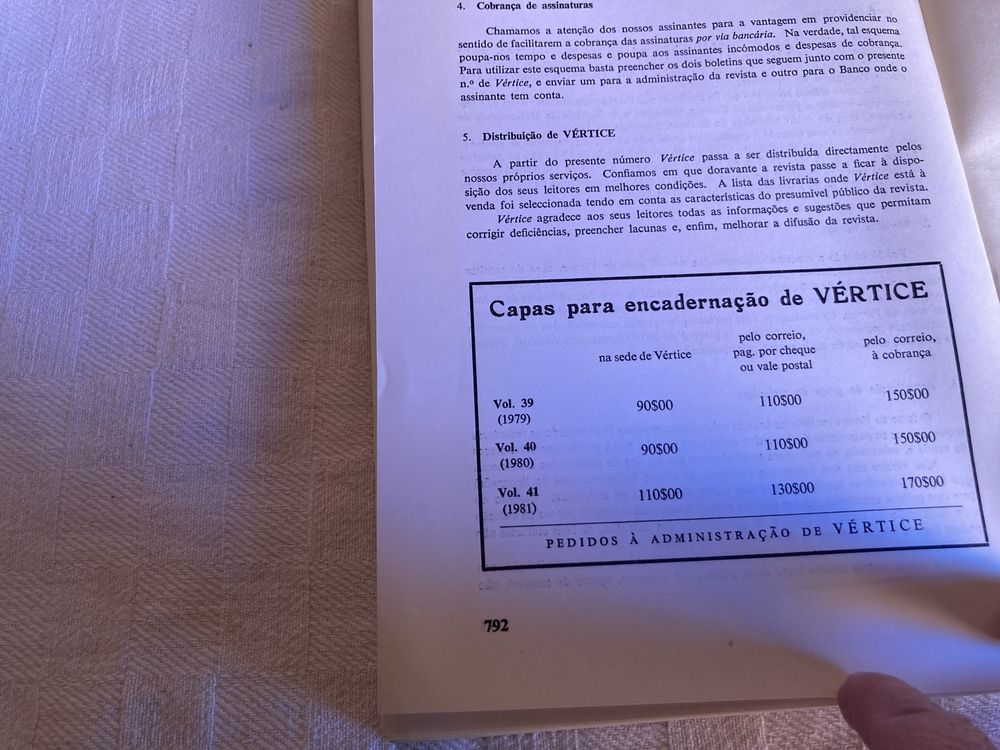 4. Cobrança de assinaturas
Chamamos a atenção dos nossos assinantes para a vantagem em providenciar no
sentido de facilitarem a cobrança das assinaturas por via bancária. Na verdade, tal esquema
poupa-nos tempo e despesas e poupa aos assinantes incómodos e despesas de cobrança.
Para utilizar este esquema basta preencher os dois boletins que seguem junto com o presente
n.º de Vértice, e enviar um para a administração da revista e outro para o Banco onde o
assinante tem conta.
5. Distribuição de VÉRTICE
A partir do presente número Vértice passa a ser distribuída directamente pelos
nossos próprios serviços. Confiamos em que doravante a revista passe a ficar à dispo-
sição dos seus leitores em melhores condições. A lista das livrarias onde Vértice está à
venda foi seleccionada tendo em conta as características do presumível público da revista.
Vértice agradece aos seus leitores todas as informações e sugestões que permitam
corrigir deficiências, preencher lacunas e, enfim, melhorar a difusão da revista.
Capas para encadernação de VÉRTICE
na sede de Vértice pelo correio, pag. por cheque ou vale postal pelo correio, à cobrança
Vol. 39 (1979) 90$00 110$00 150$00
Vol. 40 (1980) 90$00 110$00 150$00
Vol. 41 (1981) 110$00 130$00 170$00
PEDIDOS À ADMINISTRAÇÃO DE VÉRTICE
792